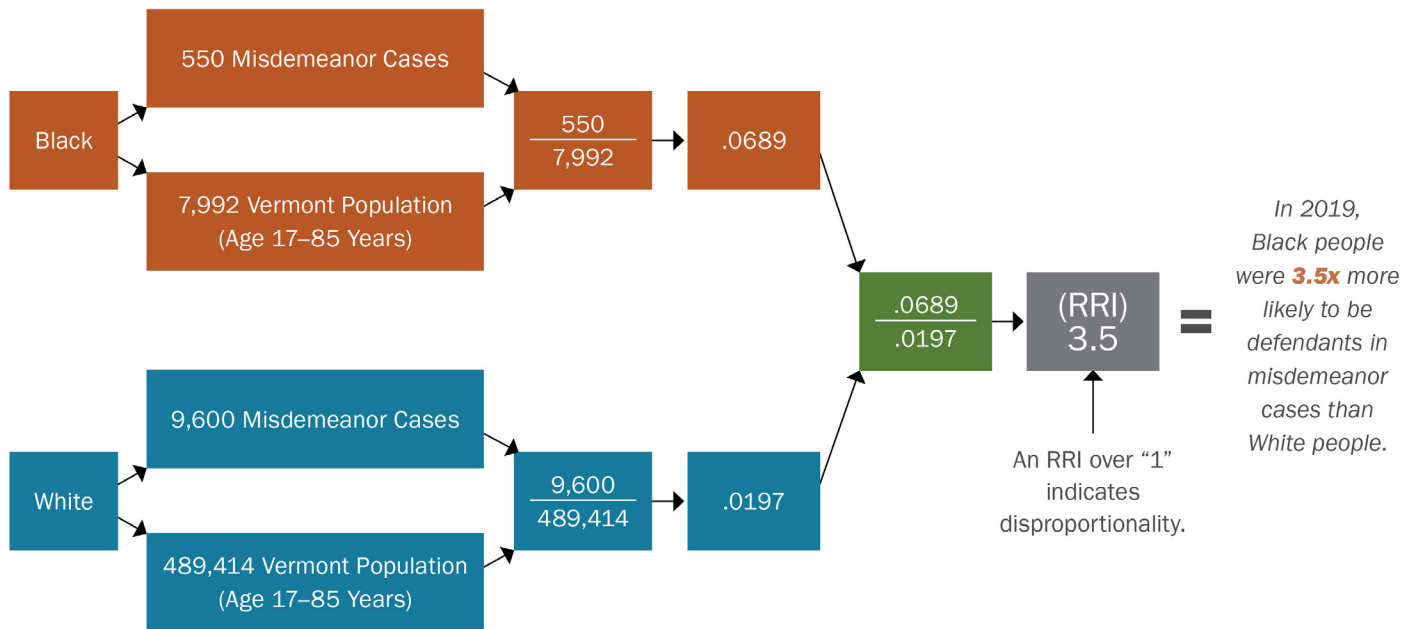 Black
550 Misdemeanor Cases
7,992 Vermont Population
(Age 17–85 Years)
550
7,992
.0689
White
9,600 Misdemeanor Cases
489,414 Vermont Population
(Age 17–85 Years)
9,600
489,414
.0197
.0689
.0197
(RRI)
3.5
An RRI over “1”
indicates
disproportionality.
=
In 2019,
Black people
were 3.5x more
likely to be
defendants in
misdemeanor
cases than
White people.